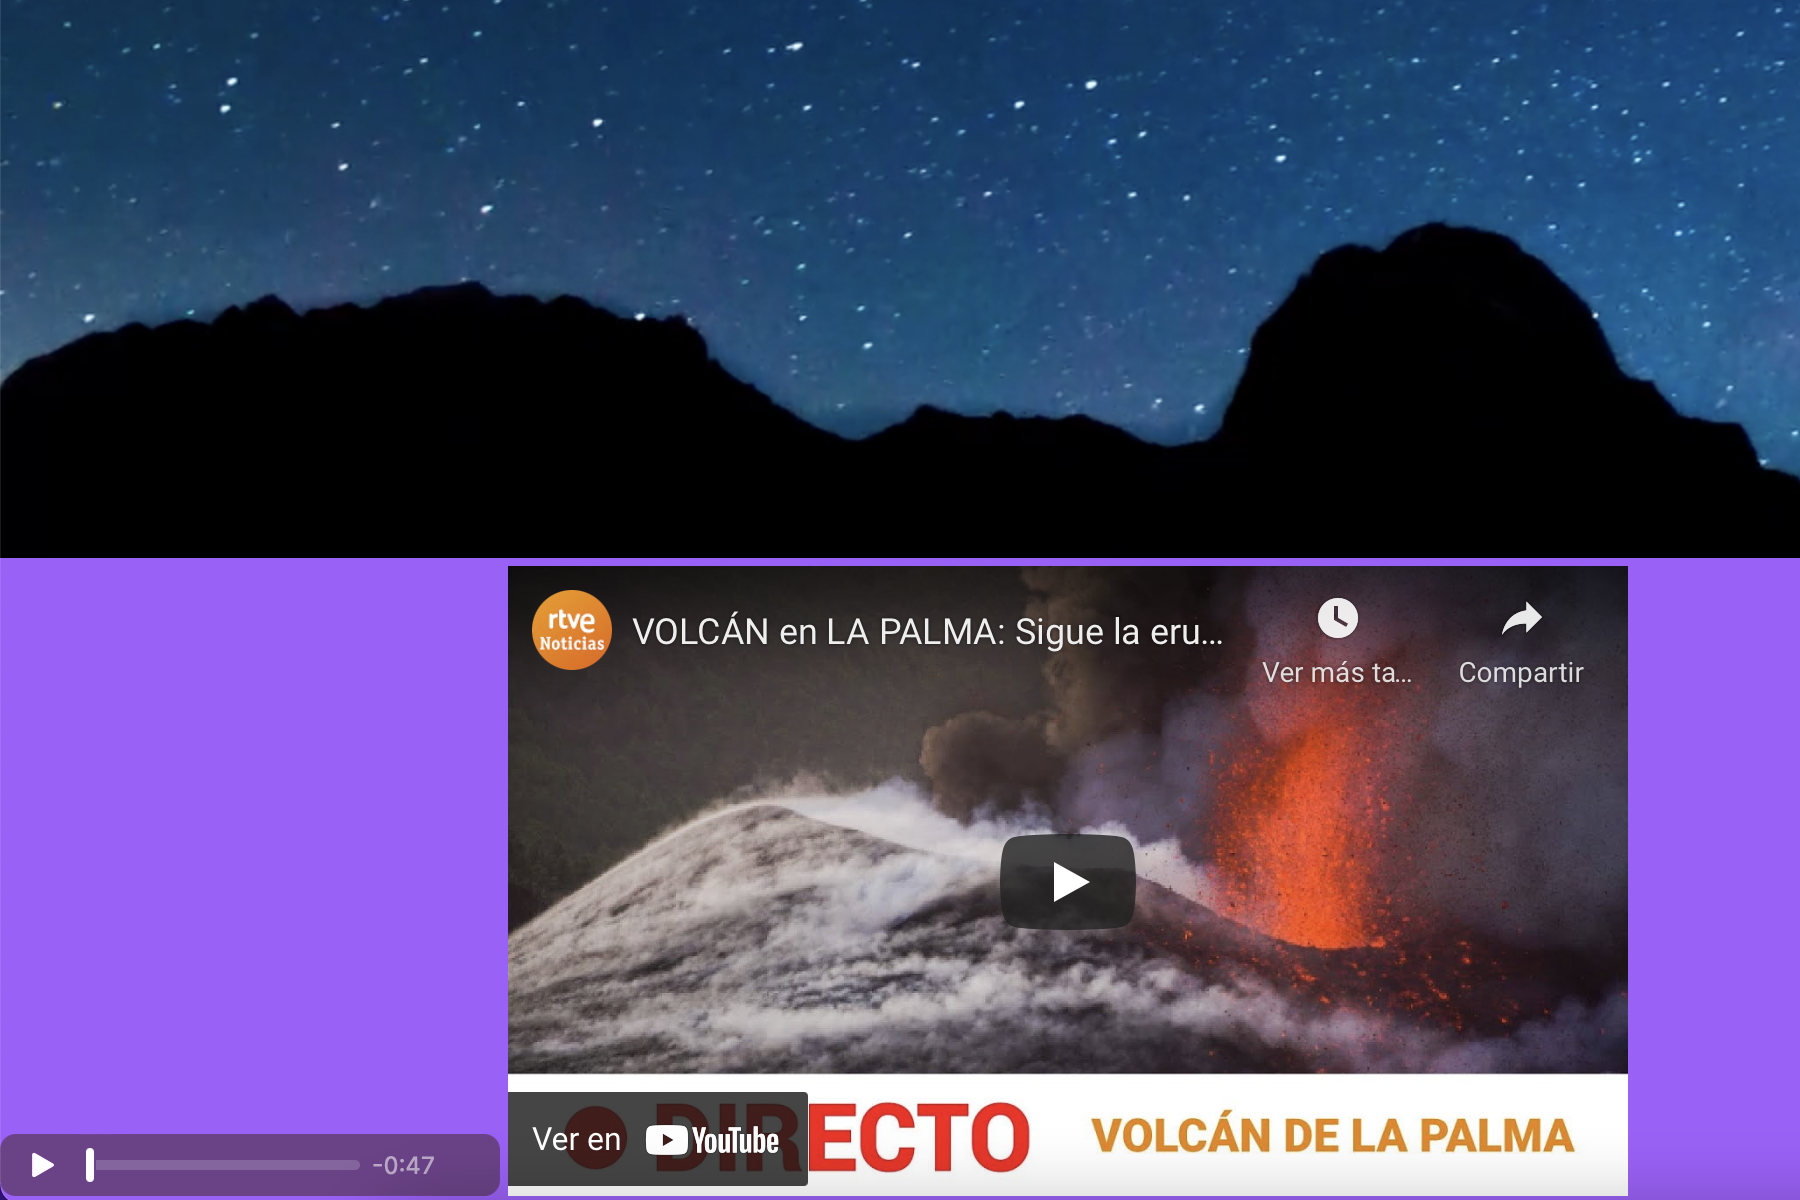 rtve
Noticias
VOLCÁN en LA PALMA: Sigue la eru...
Ver más ta...
Compartir
Ver en YouTube
DIRECTO
VOLCÁN DE LA PALMA
-0:47